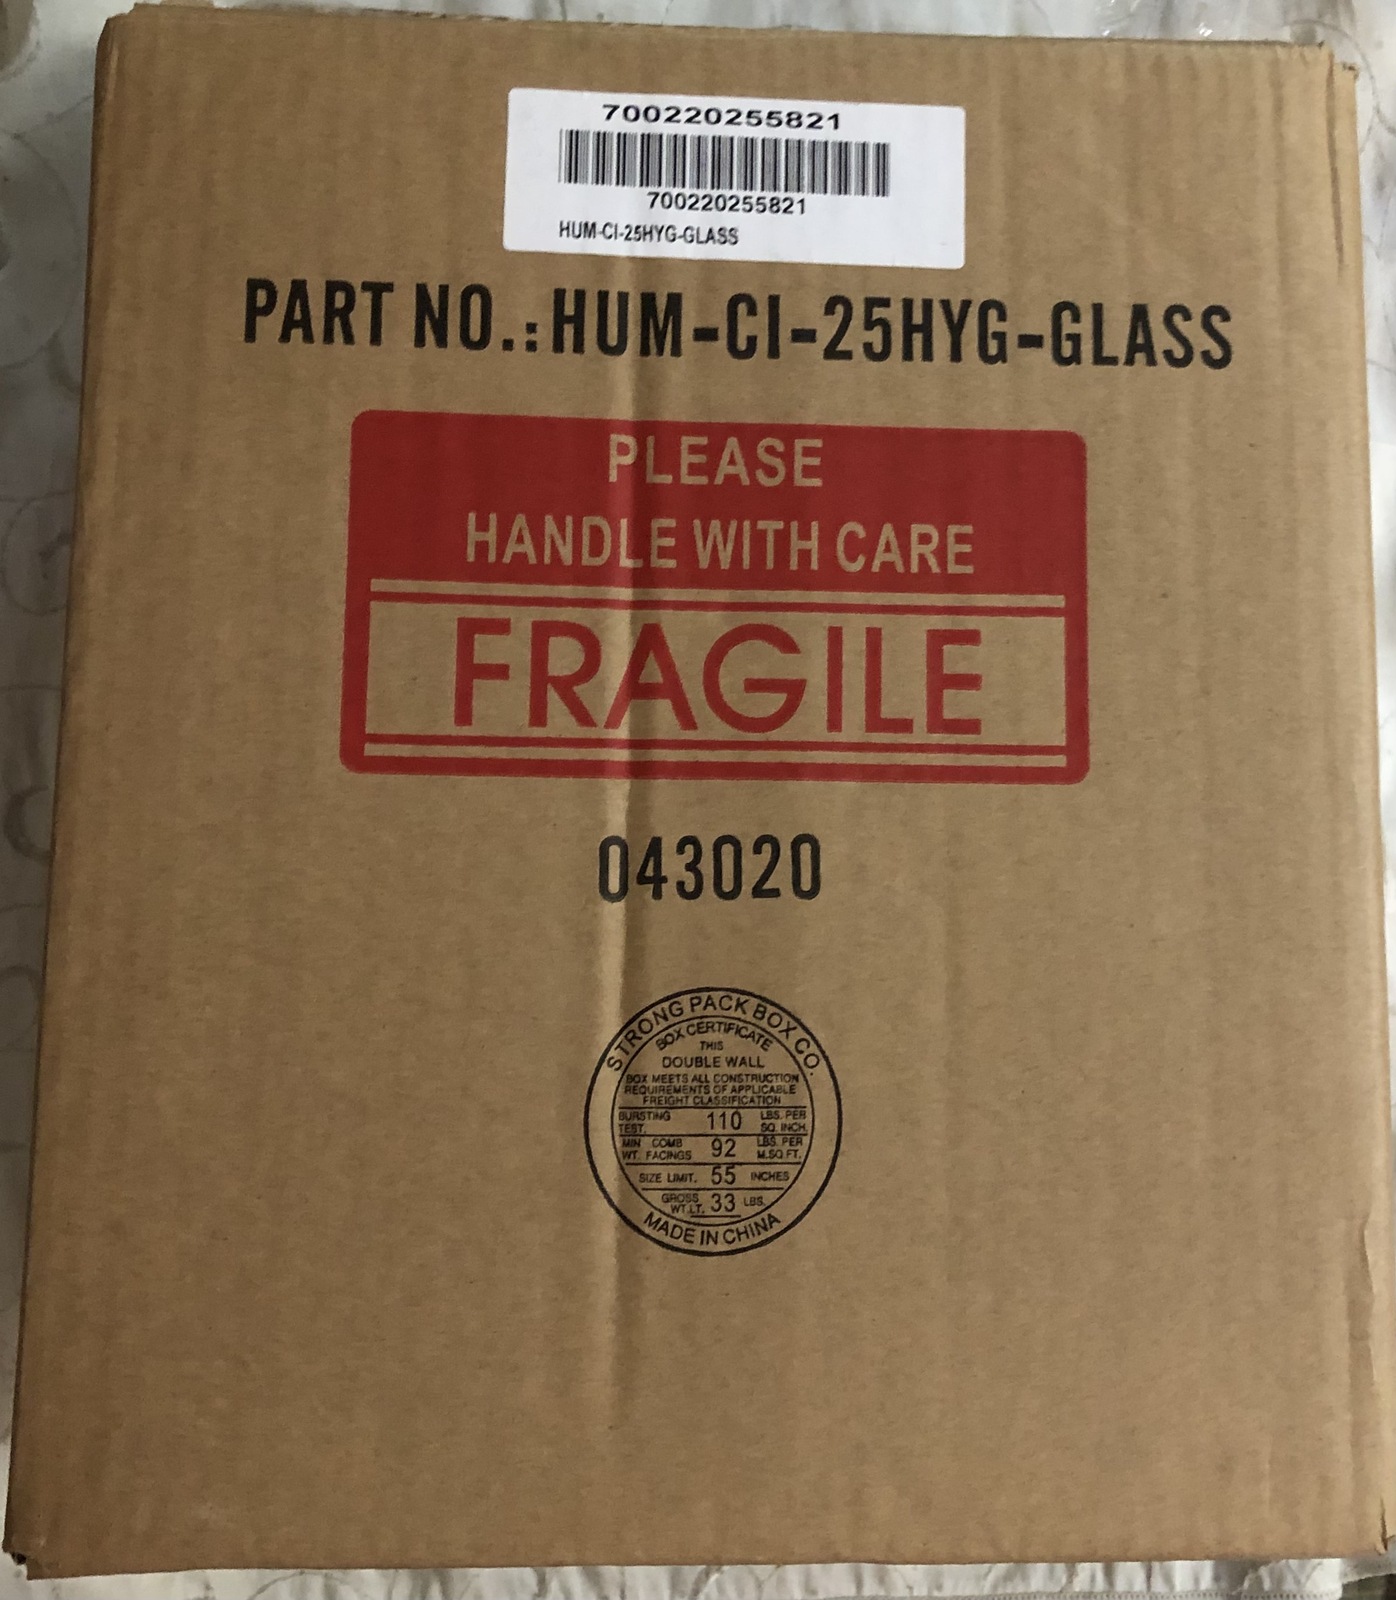 700220255821
700220255821
HUM-CI-25HYG-GLASS
PART NO.:HUM-CI-25HYG-GLASS
PLEASE
HANDLE WITH CARE
FRAGILE
043020
STRONG PACK BOX CO.
BOX CERTIFICATE
THIS
DOUBLE WALL
BOX MEETS ALL CONSTRUCTION
REQUIREMENTS OF APPLICABLE
FREIGHT CLASSIFICATION
BURSTING TEST. 110 LBS. PER SQ. INCH.
MIN COMB WT. FACINGS 92 LBS. PER M.SQ FT.
SIZE LIMIT. 55 INCHES
GROSS WT.LT. 33 LBS.
MADE IN CHINA